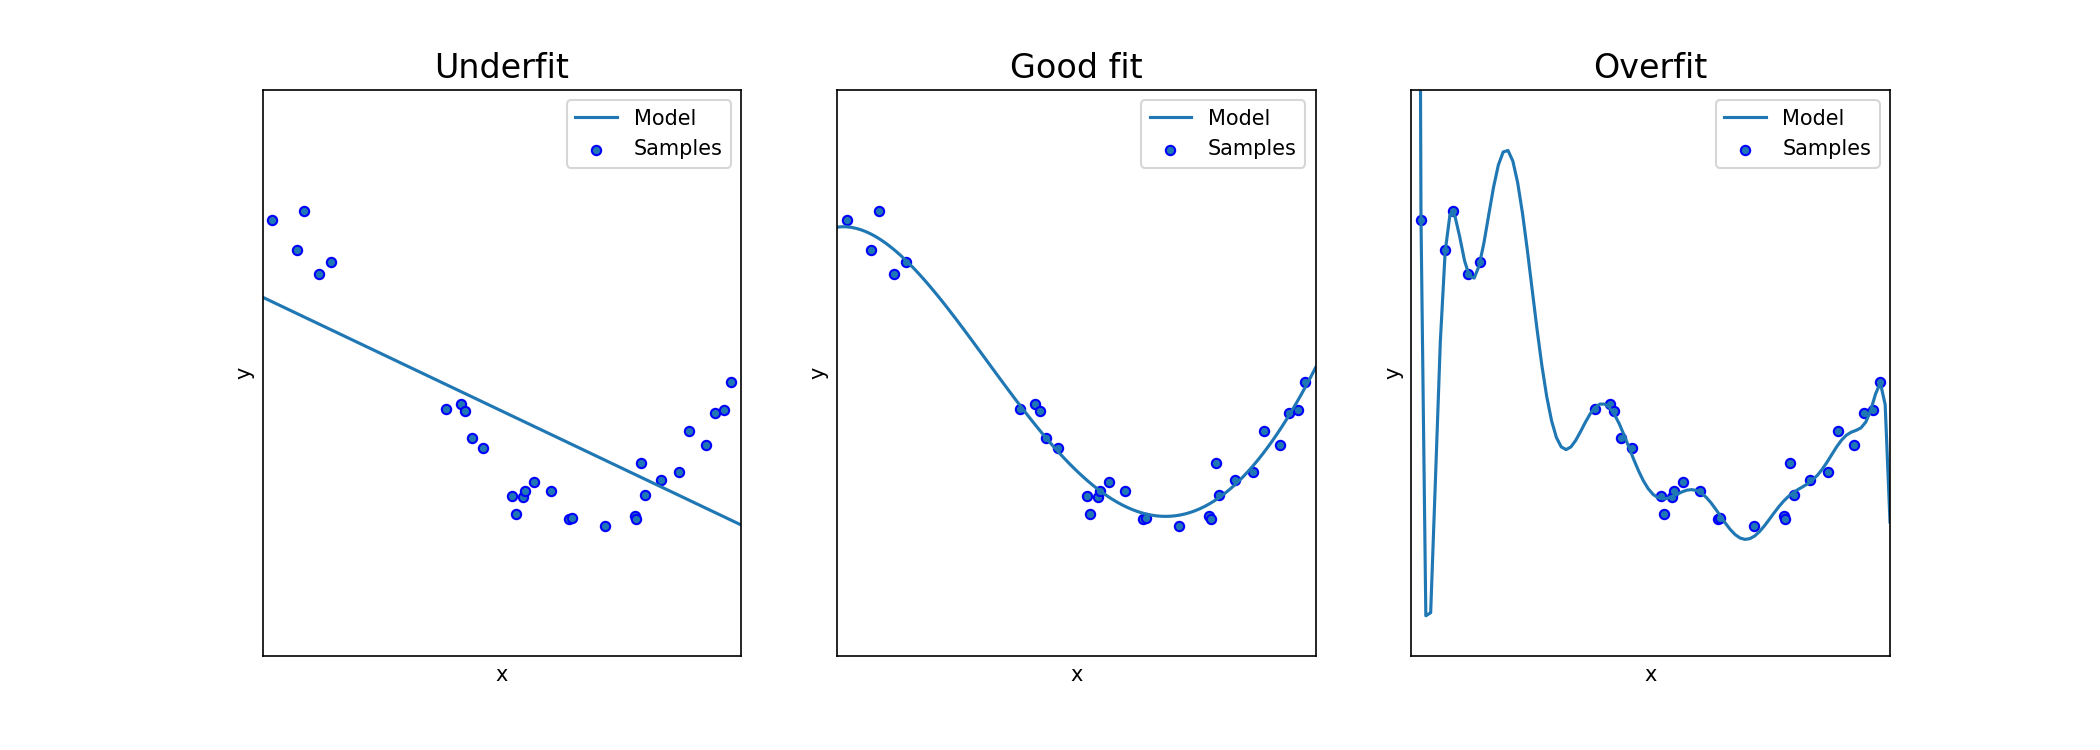 Underfit
Model
Samples
y
x
Good fit
Model
Samples
y
x
Overfit
Model
Samples
y
x